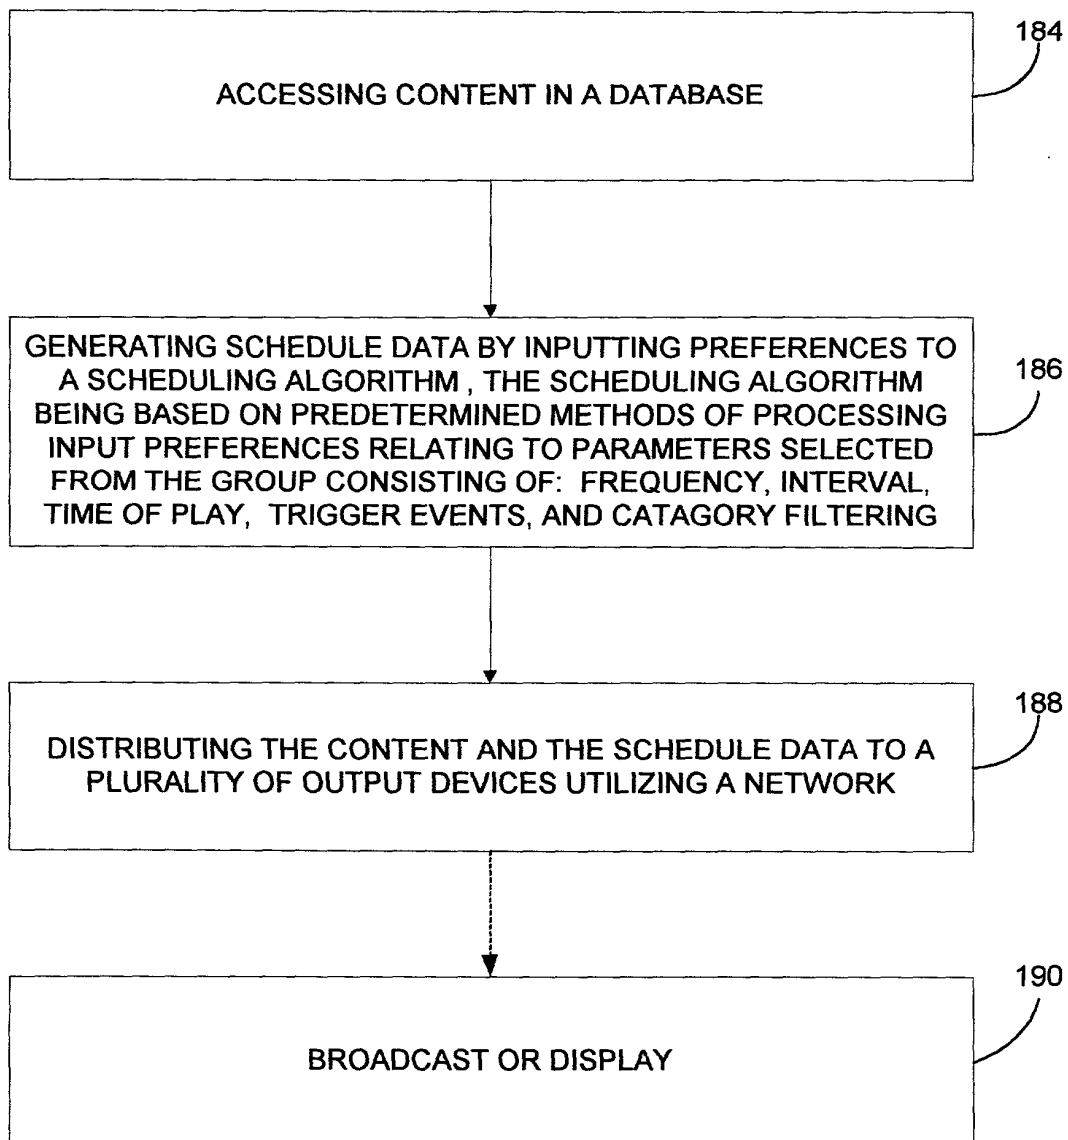 184
ACCESSING CONTENT IN A DATABASE
GENERATING SCHEDULE DATA BY INPUTTING PREFERENCES TO
A SCHEDULING ALGORITHM , THE SCHEDULING ALGORITHM
BEING BASED ON PREDETERMINED METHODS OF PROCESSING
INPUT PREFERENCES RELATING TO PARAMETERS SELECTED
FROM THE GROUP CONSISTING OF: FREQUENCY, INTERVAL,
TIME OF PLAY, TRIGGER EVENTS, AND CATAGORY FILTERING
186
188
DISTRIBUTING THE CONTENT AND THE SCHEDULE DATA TO A
PLURALITY OF OUTPUT DEVICES UTILIZING A NETWORK
190
BROADCAST OR DISPLAY